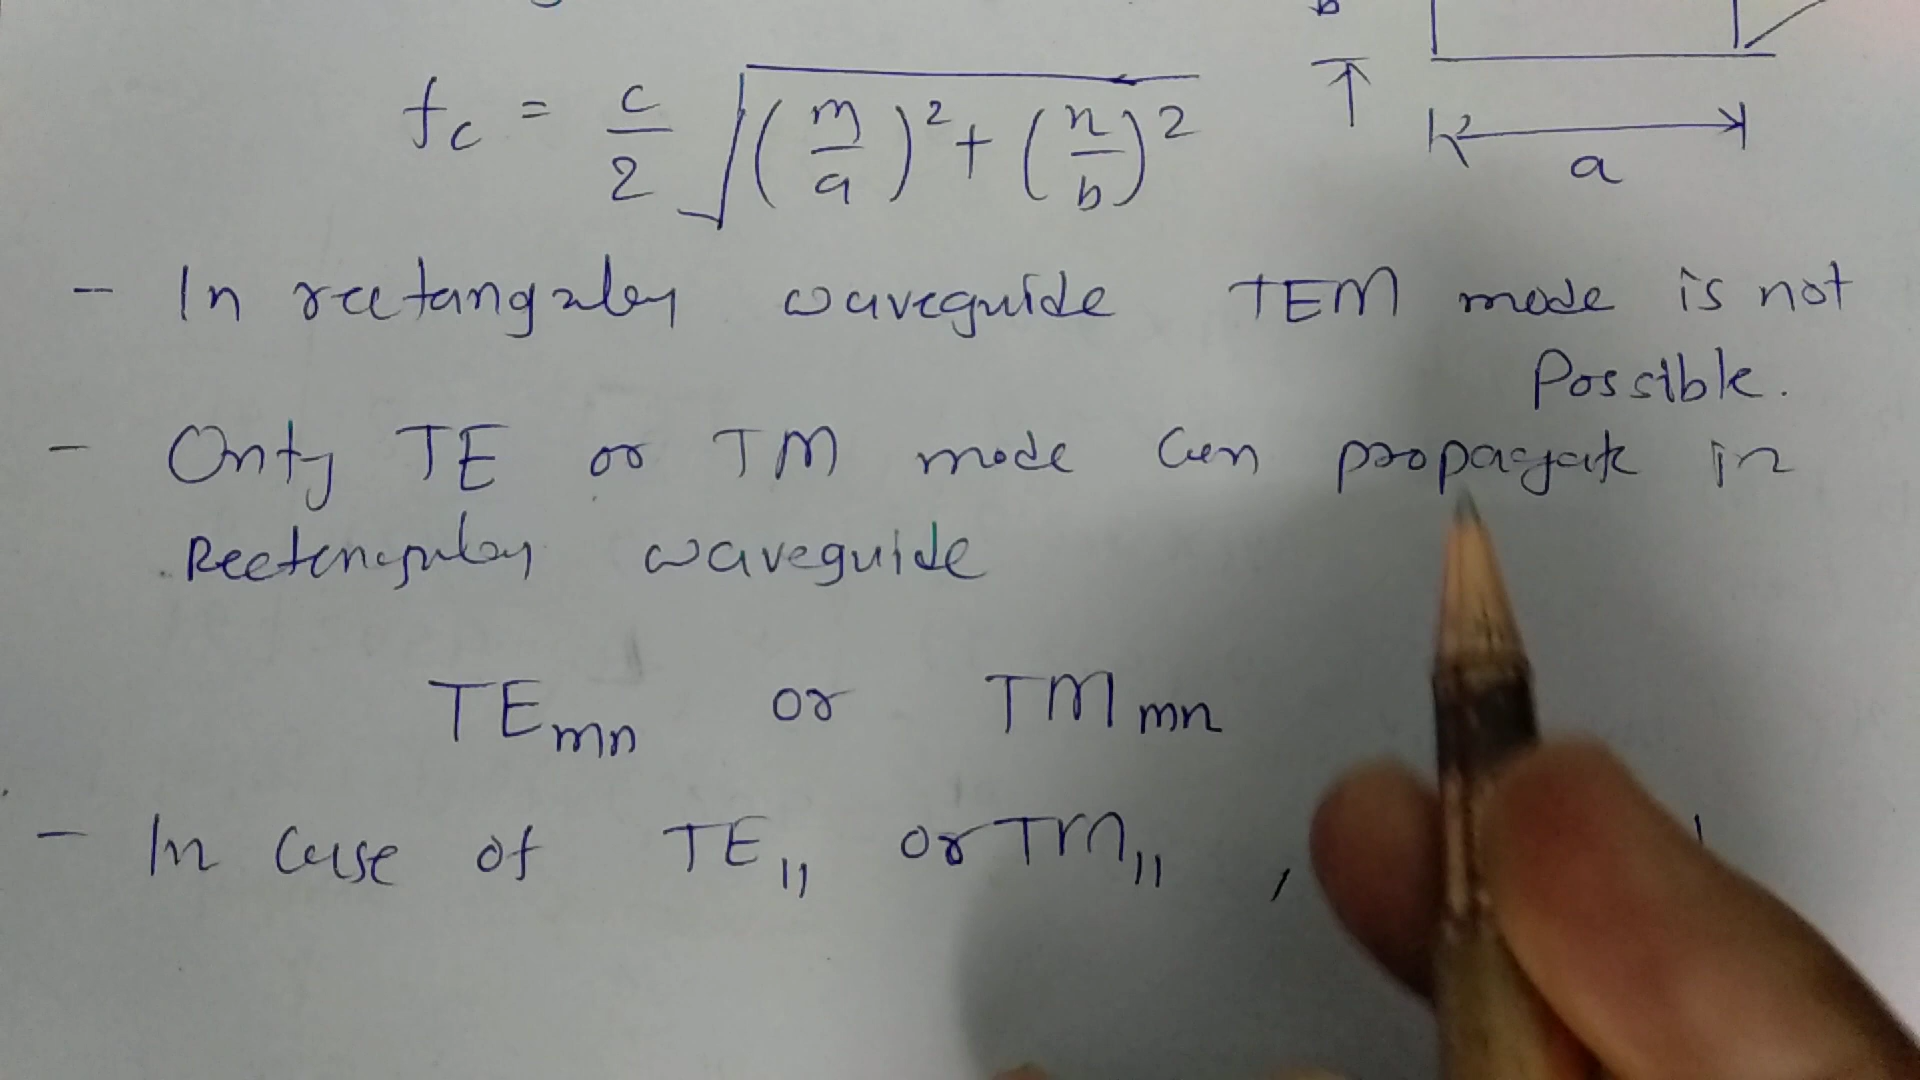 fc = c/2 √((m/a)² + (n/b)²)
b
a
- In rectangular waveguide TEM mode is not
Possible.
- Only TE or TM mode Can propagate in
Rectangular waveguide
TEmn or TMmn
- In Case of TE11 or TM11 ,